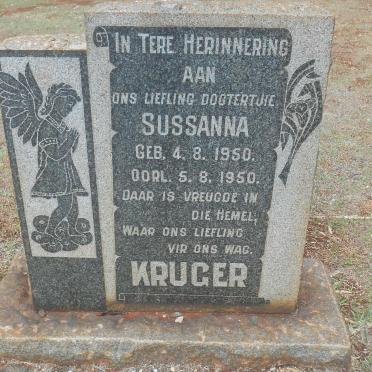 In Tere Herinnering
aan
ons liefling dogtertjie
SUSSANNA
GEB. 4. 8. 1950.
OORL. 5. 8. 1950.
Daar is vreugde in
die Hemel,
Waar ons liefling
vir ons wag.
KRUGER